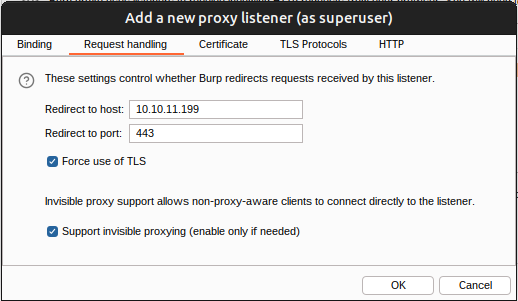 Add a new proxy listener (as superuser)
Binding Request handling Certificate TLS Protocols HTTP
These settings control whether Burp redirects requests received by this listener.
Redirect to host: 10.10.11.199
Redirect to port: 443
Force use of TLS
Invisible proxy support allows non-proxy-aware clients to connect directly to the listener.
Support invisible proxying (enable only if needed)
OK Cancel